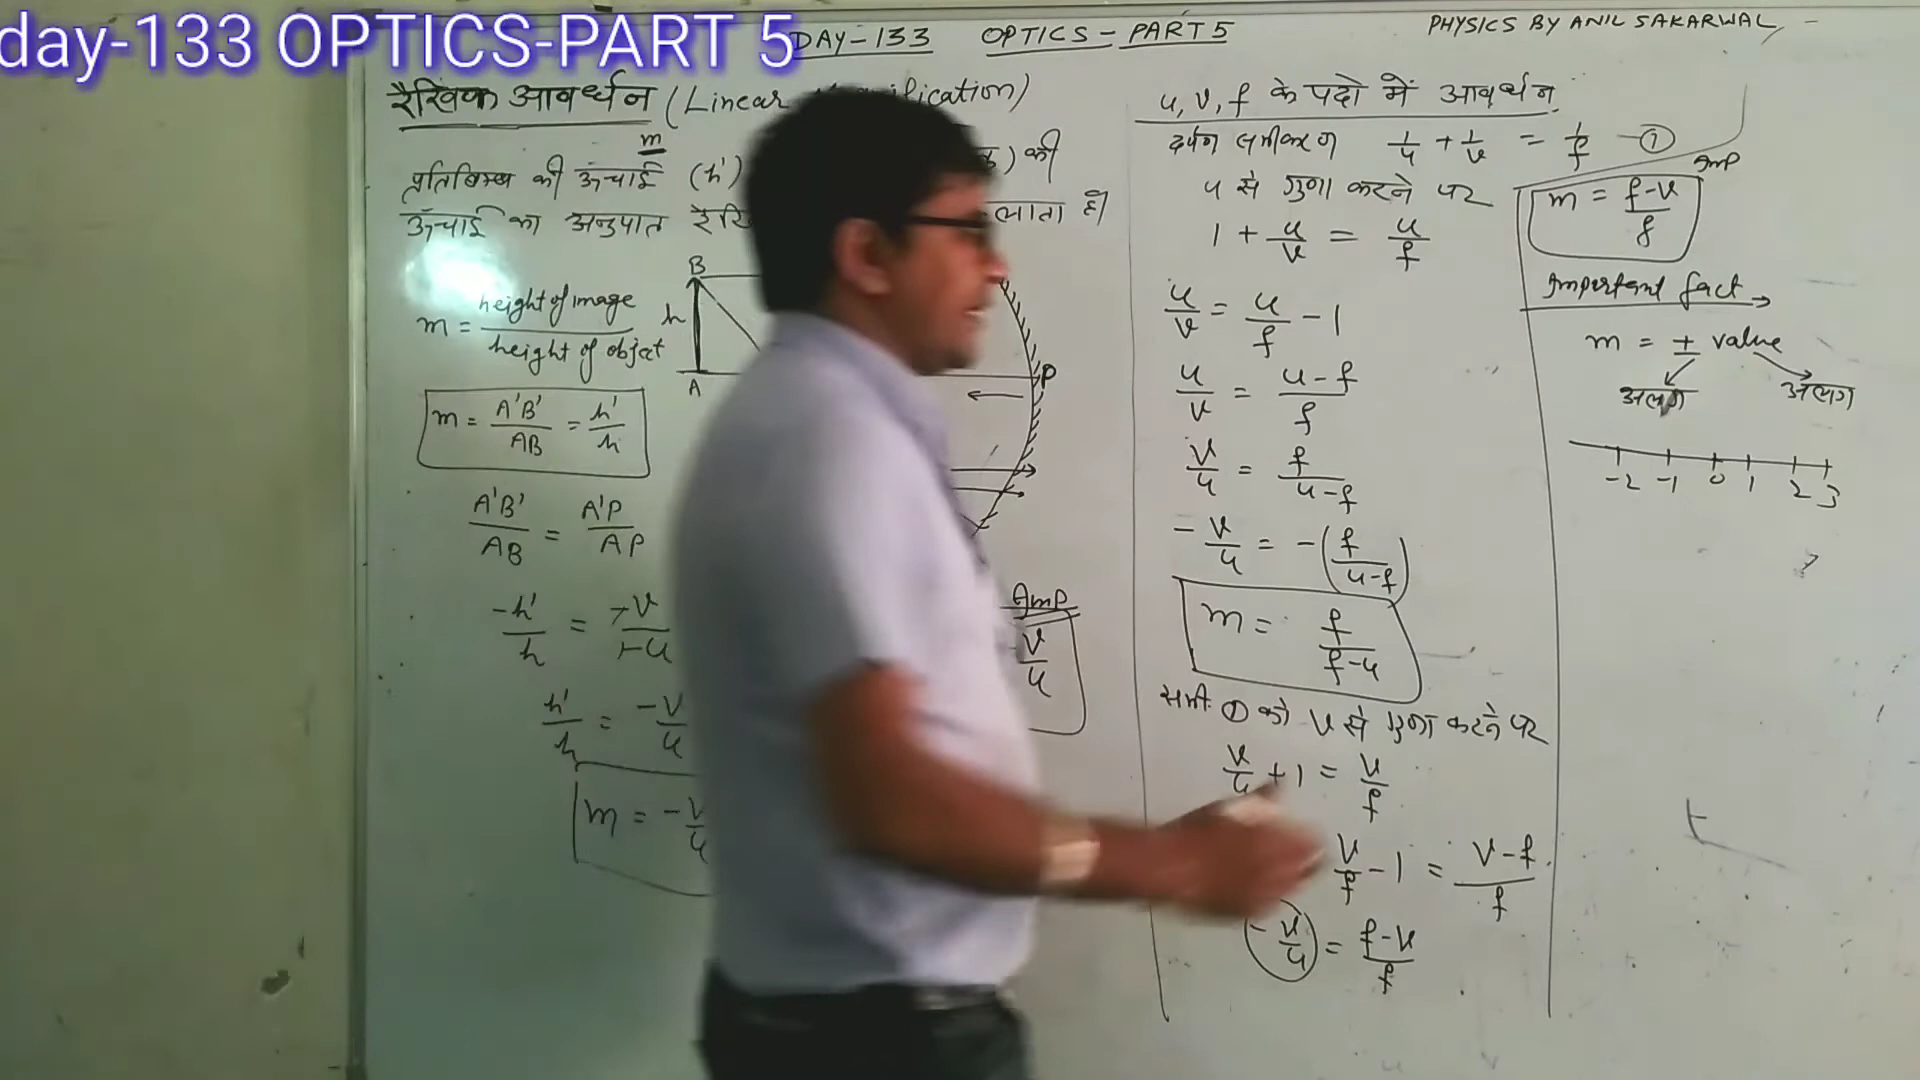 day-133 OPTICS-PART 5
DAY-133 OPTICS - PART 5
PHYSICS BY ANIL SAKARWAL
रैखिक आवर्धन (Linear
m
प्रतिबिम्ब की ऊंचाई (h') की
ऊँचाई का अनुपात
m = height of image / height of object
B
h
A
P
m = A'B'/AB = h'/h
A'B'/AB = A'P/AP
-h'/h = -v/-u
h'/h = -v/u
m = -v/u
Imp
v/u
u, v, f के पदो में आवर्धन
दर्पण समीकरण 1/u + 1/v = 1/f -①
u से गुणा करने पर
1 + u/v = u/f
u/v = u/f - 1
u/v = u-f/f
v/u = f/u-f
-v/u = -(f/u-f)
m = f/f-u
समी. ① को v से गुणा करने पर
v/u + 1 = v/f
v/f - 1 = v-f/f
-v/u = f-v/f
Imp
m = f-v/f
Important fact →
m = ± value
अलग अलग
-2 -1 0 1 2 3